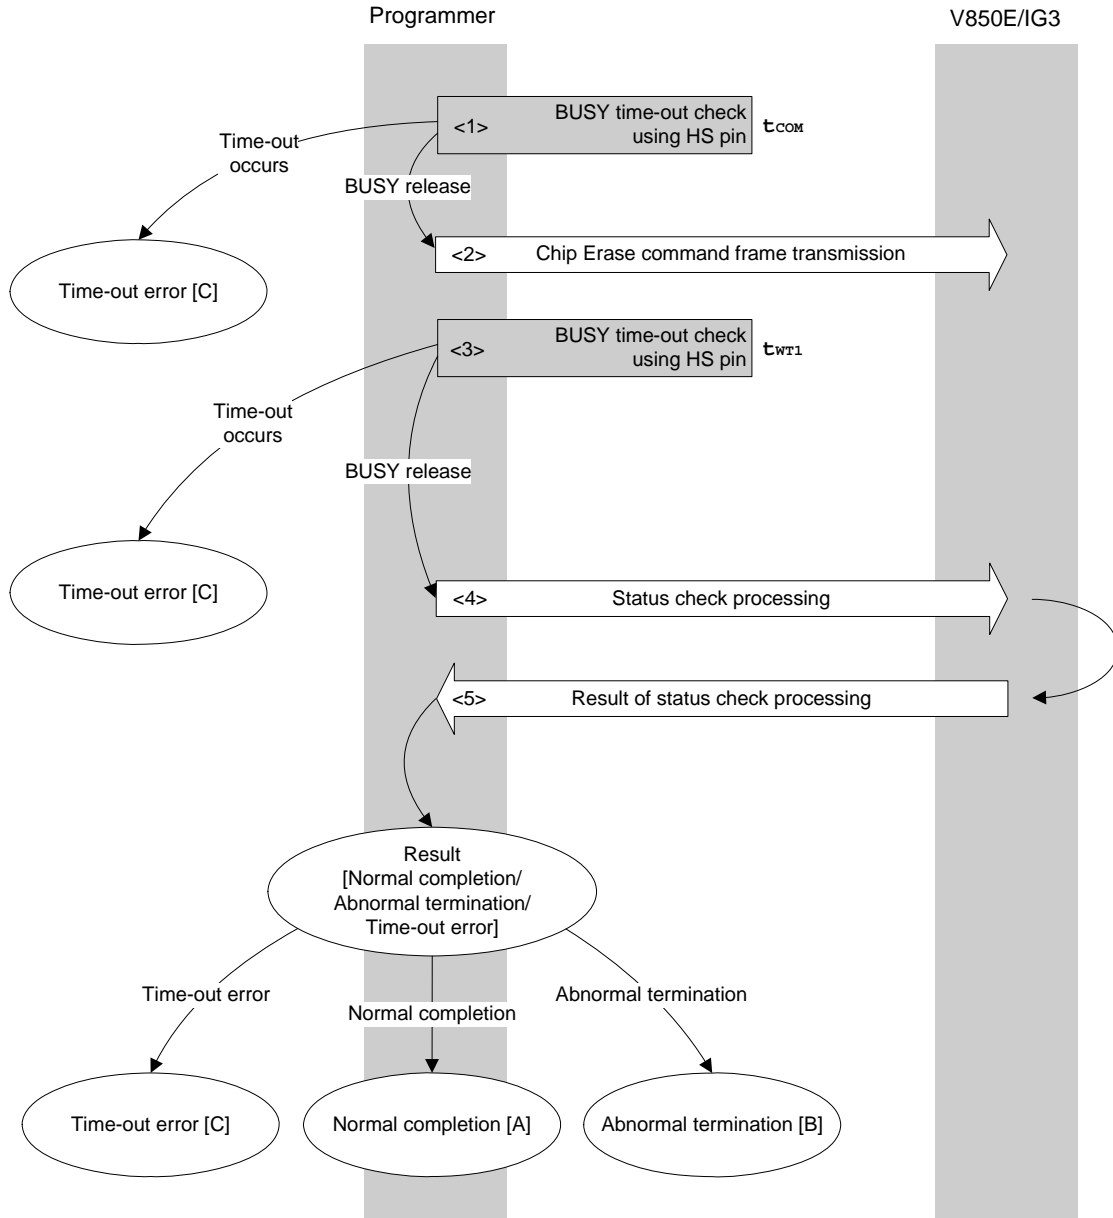 Programmer
V850E/IG3
<1>
BUSY time-out check
using HS pin
tCOM
Time-out
occurs
BUSY release
<2>
Chip Erase command frame transmission
Time-out error [C]
<3>
BUSY time-out check
using HS pin
tWT1
Time-out
occurs
BUSY release
Time-out error [C]
<4>
Status check processing
<5>
Result of status check processing
Result
[Normal completion/
Abnormal termination/
Time-out error]
Time-out error
Normal completion
Abnormal termination
Time-out error [C]
Normal completion [A]
Abnormal termination [B]